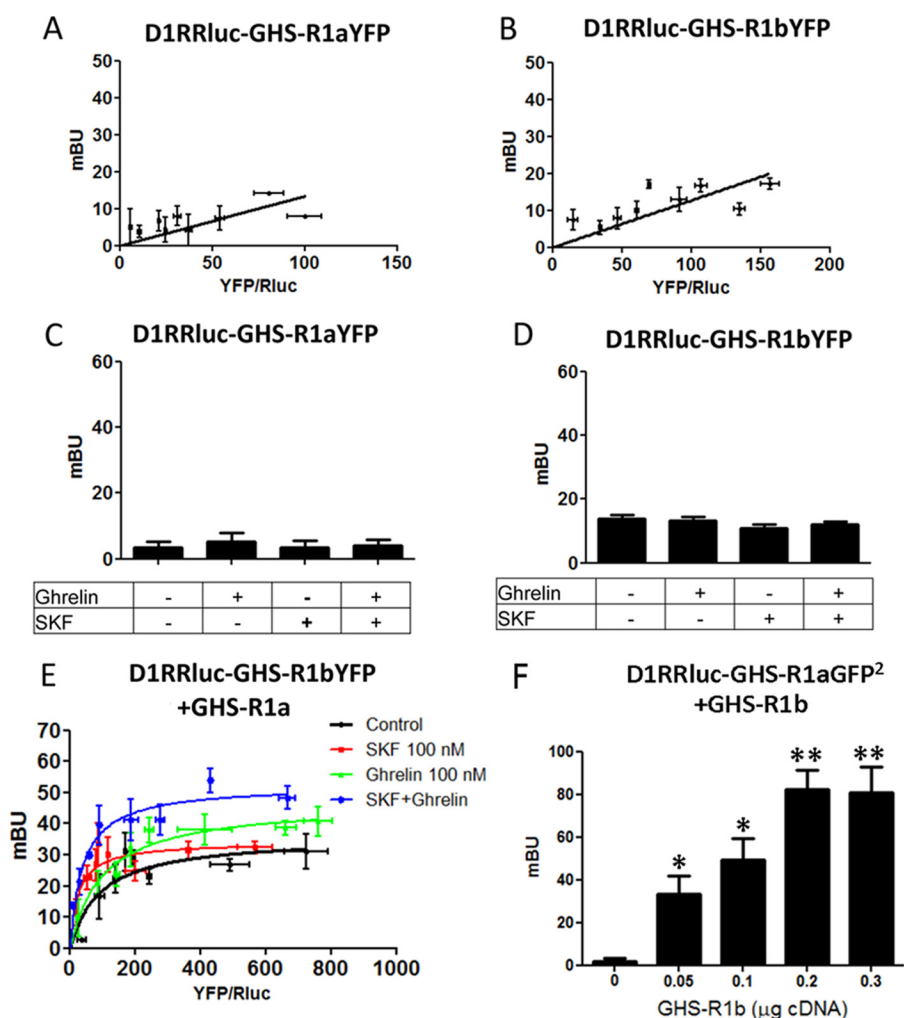 A
D1RRluc-GHS-R1aYFP
50
40
30
20
10
0
mBU
0 50 100 150
YFP/Rluc
B
D1RRluc-GHS-R1bYFP
50
40
30
20
10
0
mBU
0 50 100 150 200
YFP/Rluc
C
D1RRluc-GHS-R1aYFP
60
40
20
0
mBU
Ghrelin - + - +
SKF - - + +
D
D1RRluc-GHS-R1bYFP
60
40
20
0
mBU
Ghrelin - + - +
SKF - - + +
E
D1RRluc-GHS-R1bYFP
+GHS-R1a
70
60
50
40
30
20
10
0
mBU
Control
SKF 100 nM
Ghrelin 100 nM
SKF+Ghrelin
0 200 400 600 800 1000
YFP/Rluc
F
D1RRluc-GHS-R1aGFP²
+GHS-R1b
100
80
60
40
20
0
mBU
* * ** **
0 0.05 0.1 0.2 0.3
GHS-R1b (µg cDNA)